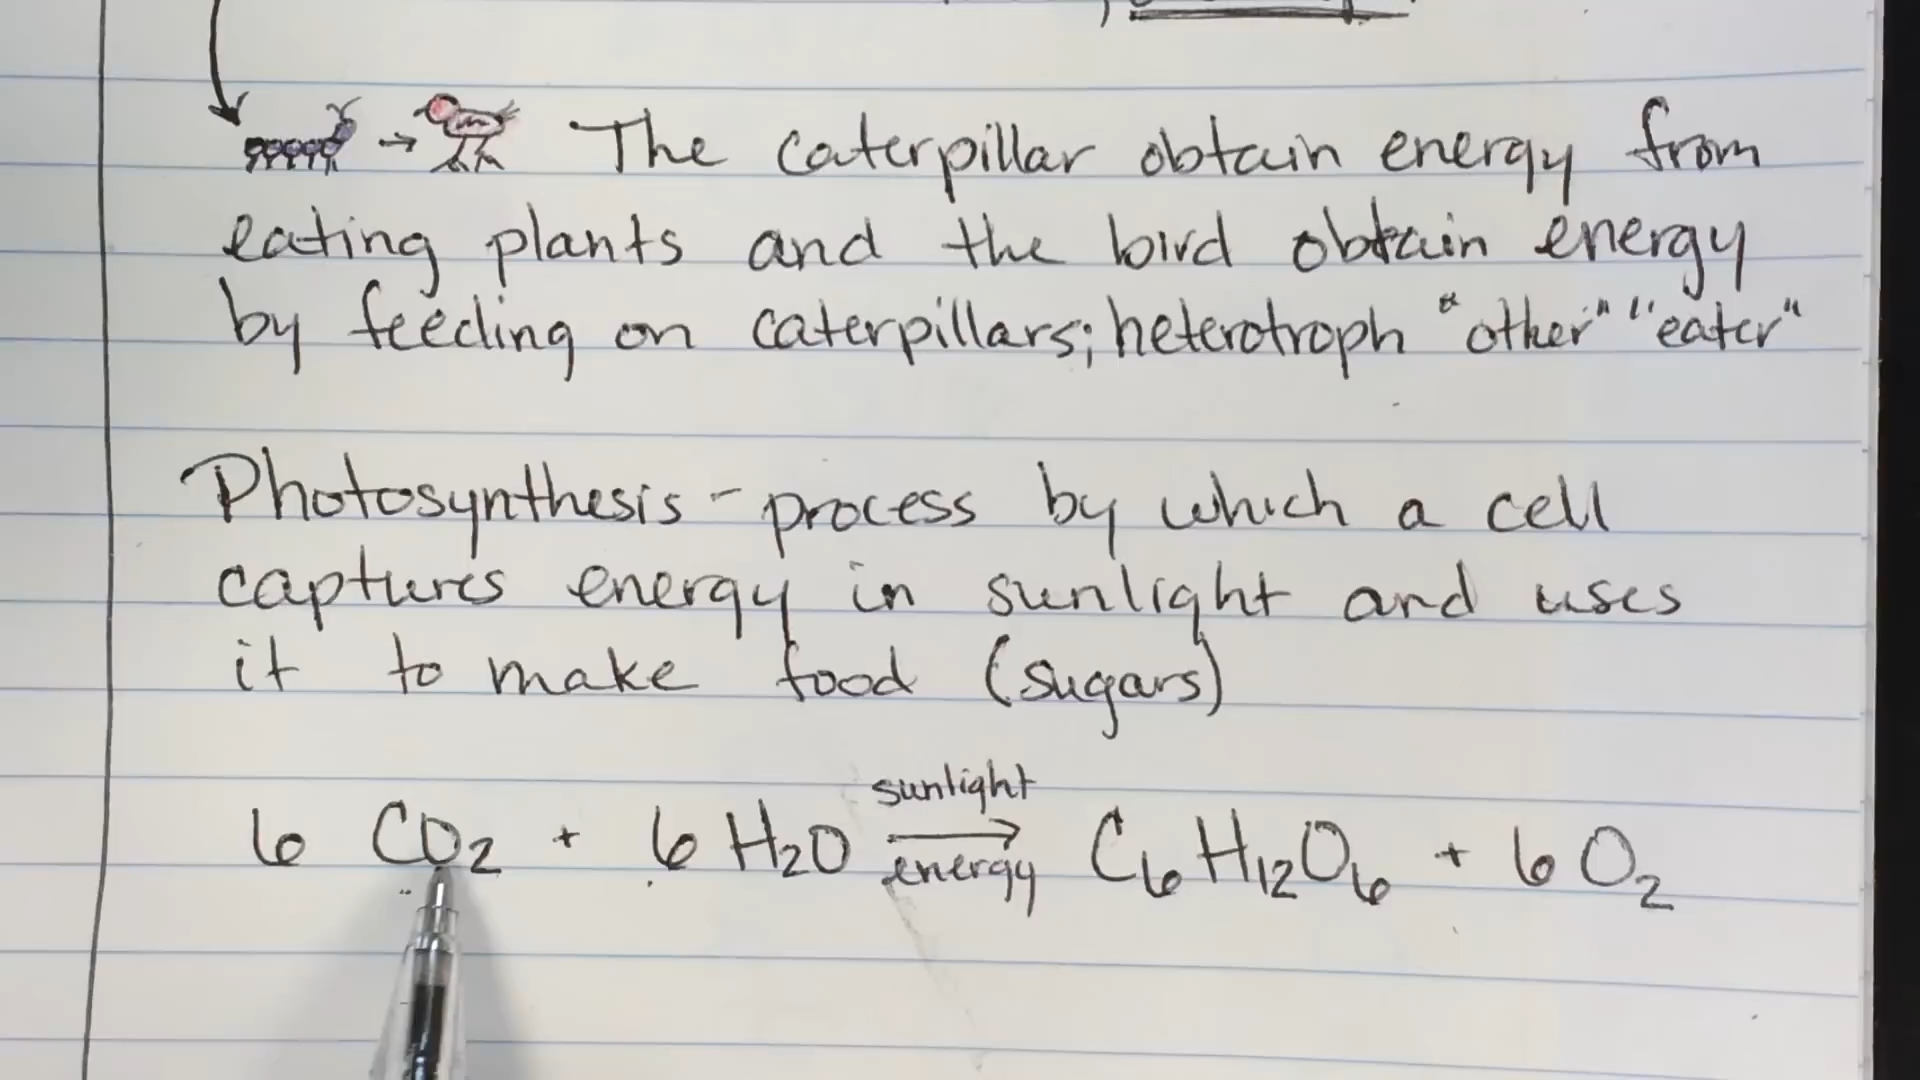 The caterpillar obtain energy from
eating plants and the bird obtain energy
by feeding on caterpillars; heterotroph "other" "eater"
Photosynthesis - process by which a cell
captures energy in sunlight and uses
it to make food (sugars)
6 CO2 + 6 H2O sunlight energy → C6H12O6 + 6O2